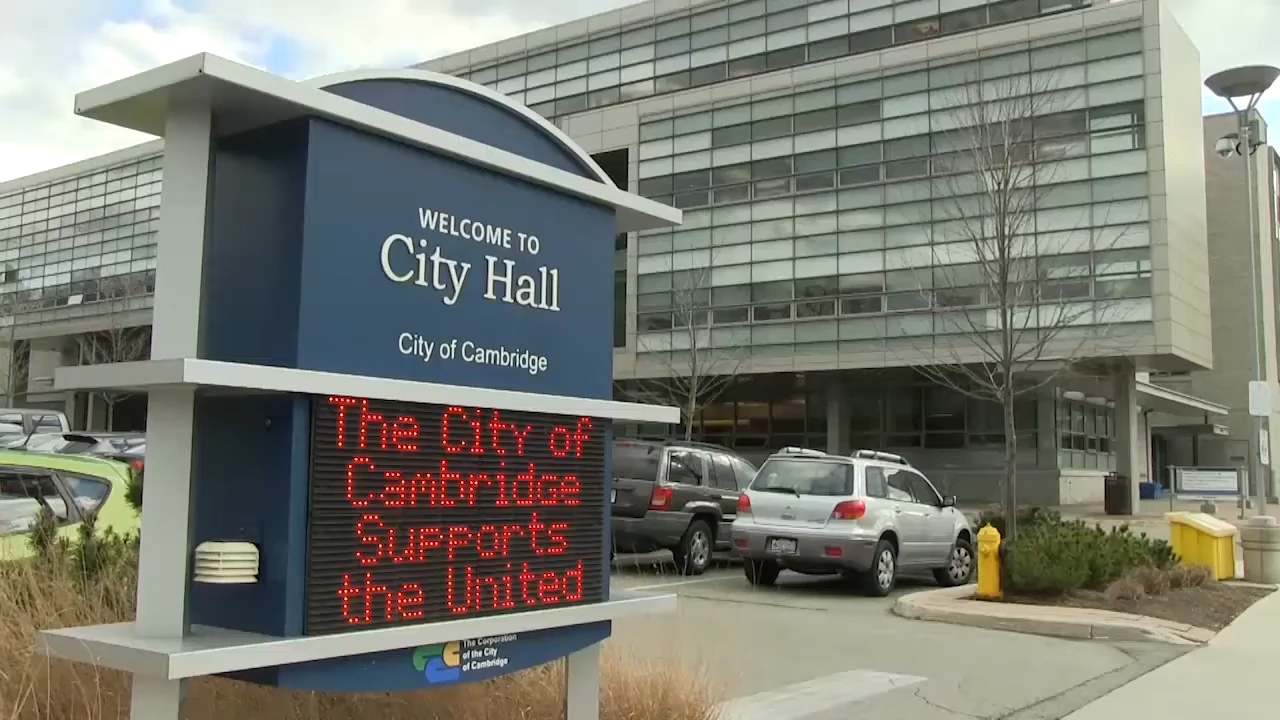 WELCOME TO
City Hall
City of Cambridge
The City of
Cambridge
Supports
the United
The Corporation
of the City
of Cambridge